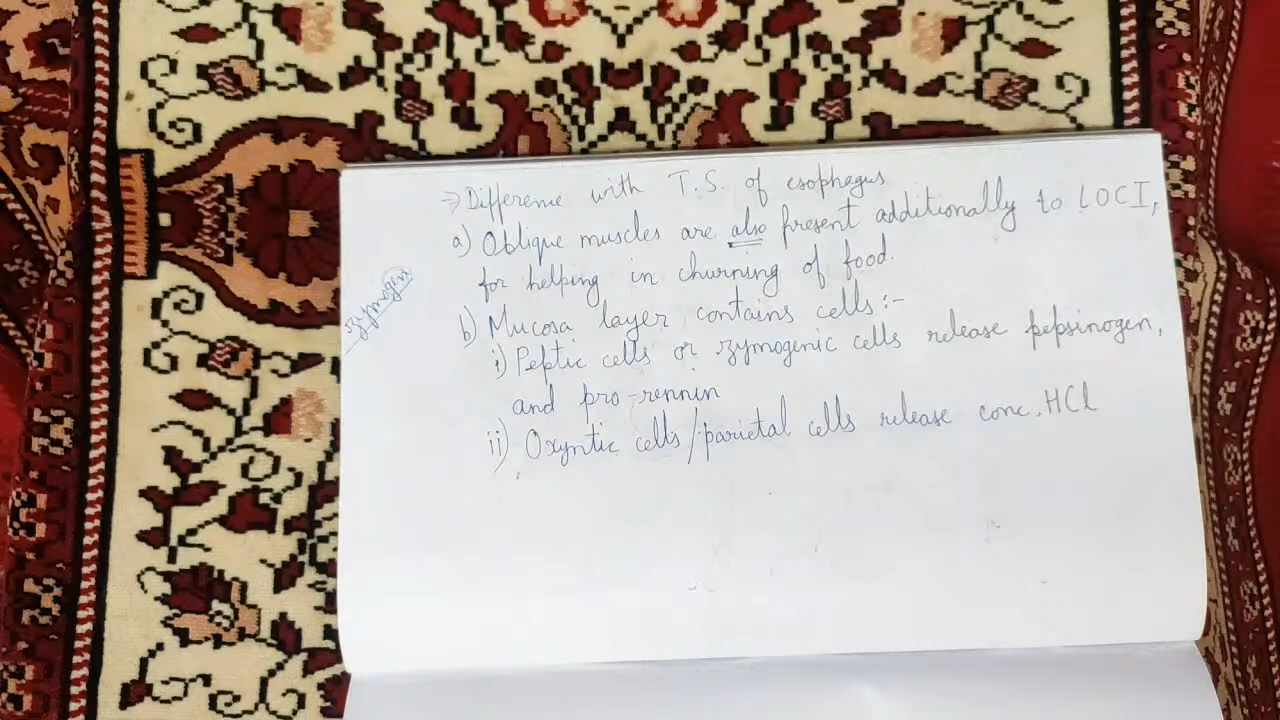 ⇒ Difference with T.S. of esophagus
a) Oblique muscles are also present additionally to LOCI,
for helping in churning of food.
b) Mucosa layer contains cells:-
i) Peptic cells or zymogenic cells release pepsinogen,
and pro-rennin
ii) Oxyntic cells/parietal cells release conc. HCl